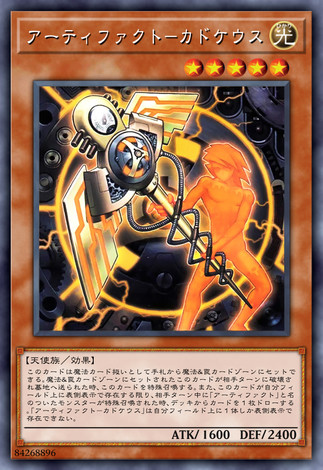 アーティファクト－カドケウス
光
【天使族／効果】
このカードは魔法カード扱いとして手札から魔法&罠カードゾーンにセット
できる。魔法&罠カードゾーンにセットされたこのカードが相手ターンに破壊さ
れ墓地へ送られた時、このカードを特殊召喚する。また、このカードが自分フィ
ールド上に表側表示で存在する限り、相手ターン中に「アーティファクト」と名
のついたモンスターが特殊召喚された時、デッキからカードを１枚ドローする。
「アーティファクト－カドケウス」は自分フィールド上に１体しか表側表示で
存在できない。
ATK/ 1600 DEF/2400
84268896